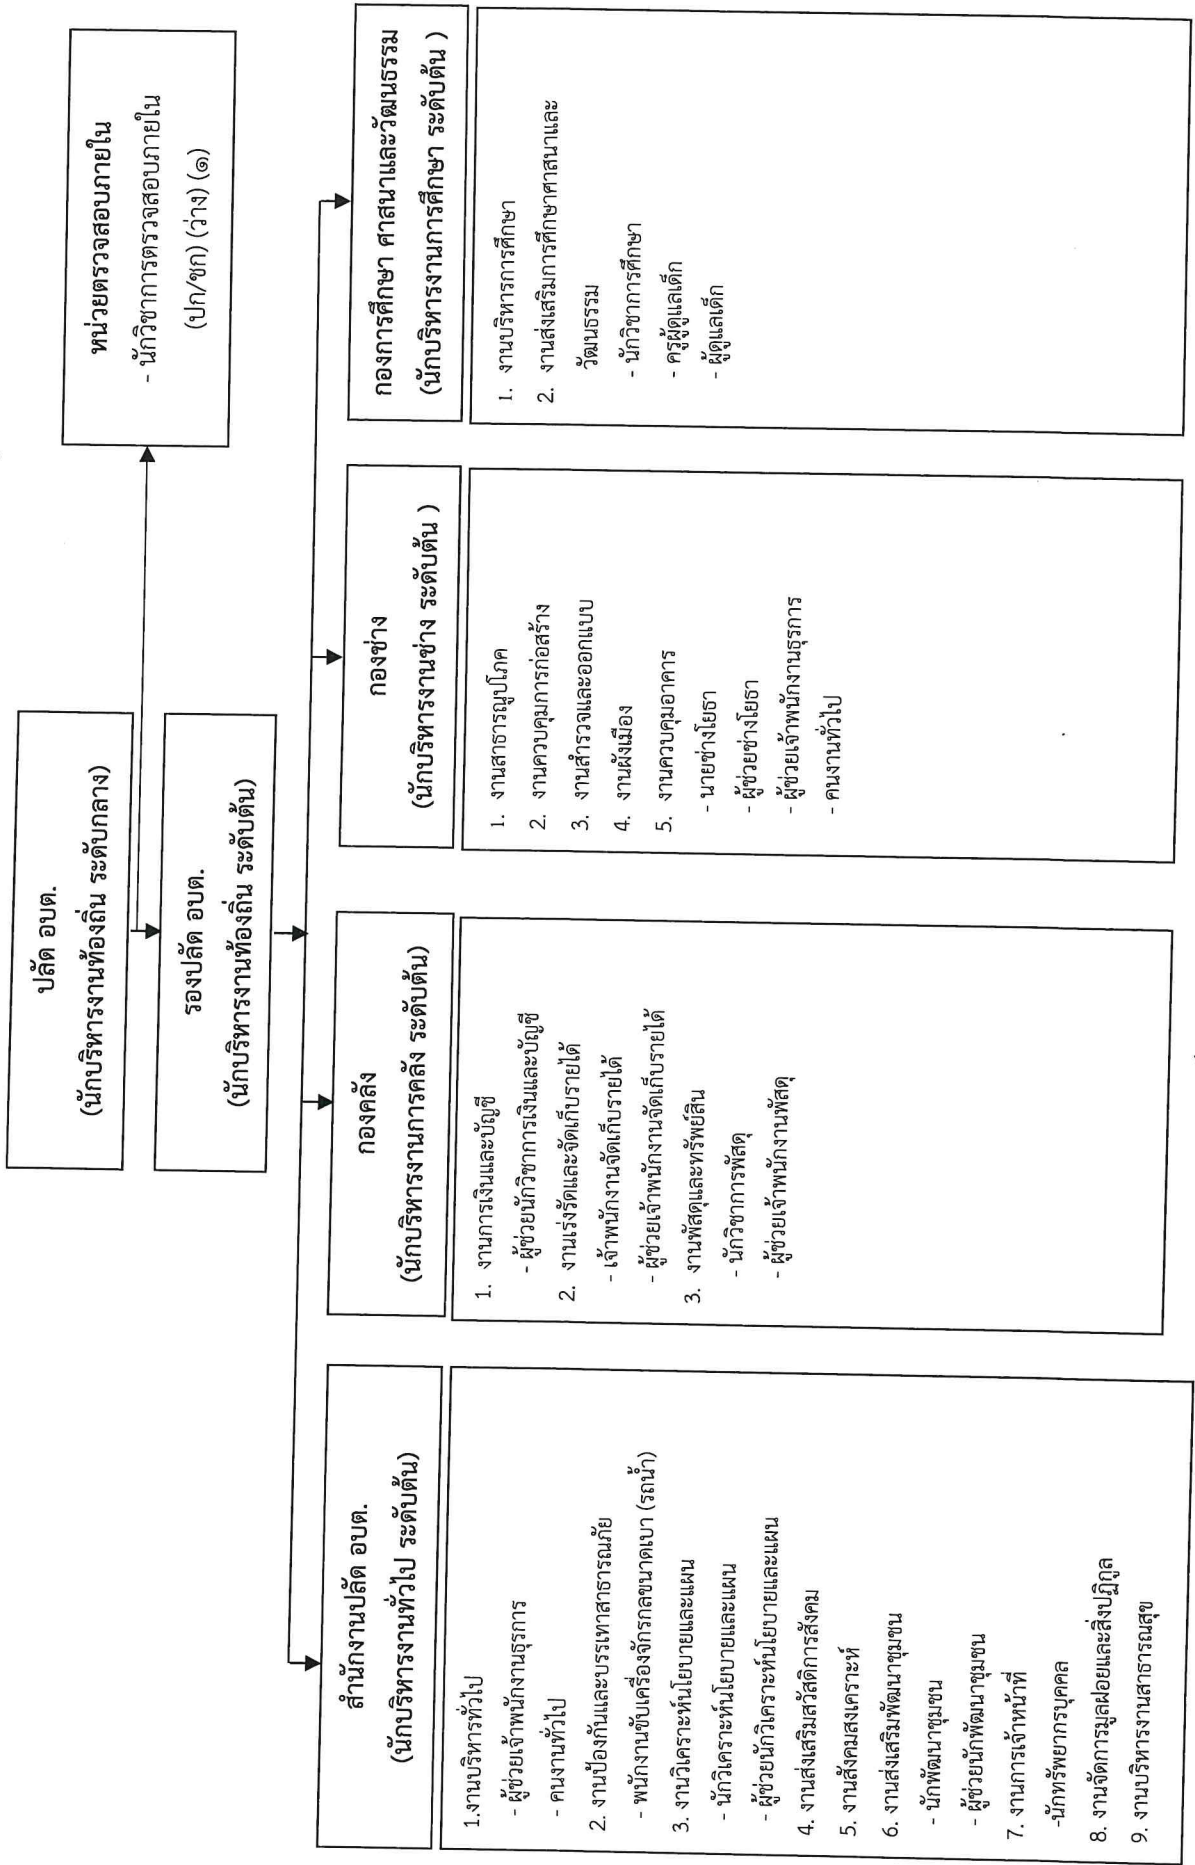 ปลัด อบต.
(นักบริหารงานท้องถิ่น ระดับกลาง)
หน่วยตรวจสอบภายใน
- นักวิชาการตรวจสอบภายใน
(ปก/ชก) (ว่าง) (๑)
รองปลัด อบต.
(นักบริหารงานท้องถิ่น ระดับต้น)
สำนักงานปลัด อบต.
(นักบริหารงานทั่วไป ระดับต้น)
1.งานบริหารทั่วไป
- ผู้ช่วยเจ้าพนักงานธุรการ
- คนงานทั่วไป
2. งานป้องกันและบรรเทาสาธารณภัย
- พนักงานขับเครื่องจักรกลขนาดเบา (รถน้ำ)
3. งานวิเคราะห์นโยบายและแผน
- นักวิเคราะห์นโยบายและแผน
- ผู้ช่วยนักวิเคราะห์นโยบายและแผน
4. งานส่งเสริมสวัสดิการสังคม
5. งานสังคมสงเคราะห์
6. งานส่งเสริมพัฒนาชุมชน
- นักพัฒนาชุมชน
- ผู้ช่วยนักพัฒนาชุมชน
7. งานการเจ้าหน้าที่
-นักทรัพยากรบุคคล
8. งานจัดการมูลฝอยและสิ่งปฏิกูล
9. งานบริหารงานสาธารณสุข
กองคลัง
(นักบริหารงานการคลัง ระดับต้น)
1. งานการเงินและบัญชี
- ผู้ช่วยนักวิชาการเงินและบัญชี
2. งานเร่งรัดและจัดเก็บรายได้
- เจ้าพนักงานจัดเก็บรายได้
- ผู้ช่วยเจ้าพนักงานจัดเก็บรายได้
3. งานพัสดุและทรัพย์สิน
- นักวิชาการพัสดุ
- ผู้ช่วยเจ้าพนักงานพัสดุ
กองช่าง
(นักบริหารงานช่าง ระดับต้น )
1. งานสาธารณูปโภค
2. งานควบคุมการก่อสร้าง
3. งานสำรวจและออกแบบ
4. งานผังเมือง
5. งานควบคุมอาคาร
- นายช่างโยธา
- ผู้ช่วยช่างโยธา
- ผู้ช่วยเจ้าพนักงานธุรการ
- คนงานทั่วไป
กองการศึกษา ศาสนาและวัฒนธรรม
(นักบริหารงานการศึกษา ระดับต้น )
1. งานบริหารการศึกษา
2. งานส่งเสริมการศึกษาศาสนาและ
วัฒนธรรม
- นักวิชาการศึกษา
- ครูผู้ดูแลเด็ก
- ผู้ดูแลเด็ก